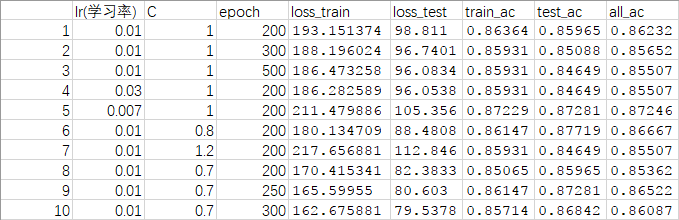 lr(学习率) C epoch loss_train loss_test train_ac test_ac all_ac
1 0.01 1 200 193.151374 98.811 0.86364 0.85965 0.86232
2 0.01 1 300 188.196024 96.7401 0.85931 0.85088 0.85652
3 0.01 1 500 186.473258 96.0834 0.85931 0.84649 0.85507
4 0.03 1 200 186.282589 96.0538 0.85931 0.84649 0.85507
5 0.007 1 200 211.479886 105.356 0.87229 0.87281 0.87246
6 0.01 0.8 200 180.134709 88.4808 0.86147 0.87719 0.86667
7 0.01 1.2 200 217.656881 112.846 0.85931 0.84649 0.85507
8 0.01 0.7 200 170.415341 82.3833 0.85065 0.85965 0.85362
9 0.01 0.7 250 165.59955 80.603 0.86147 0.87281 0.86522
10 0.01 0.7 300 162.675881 79.5378 0.85714 0.86842 0.86087